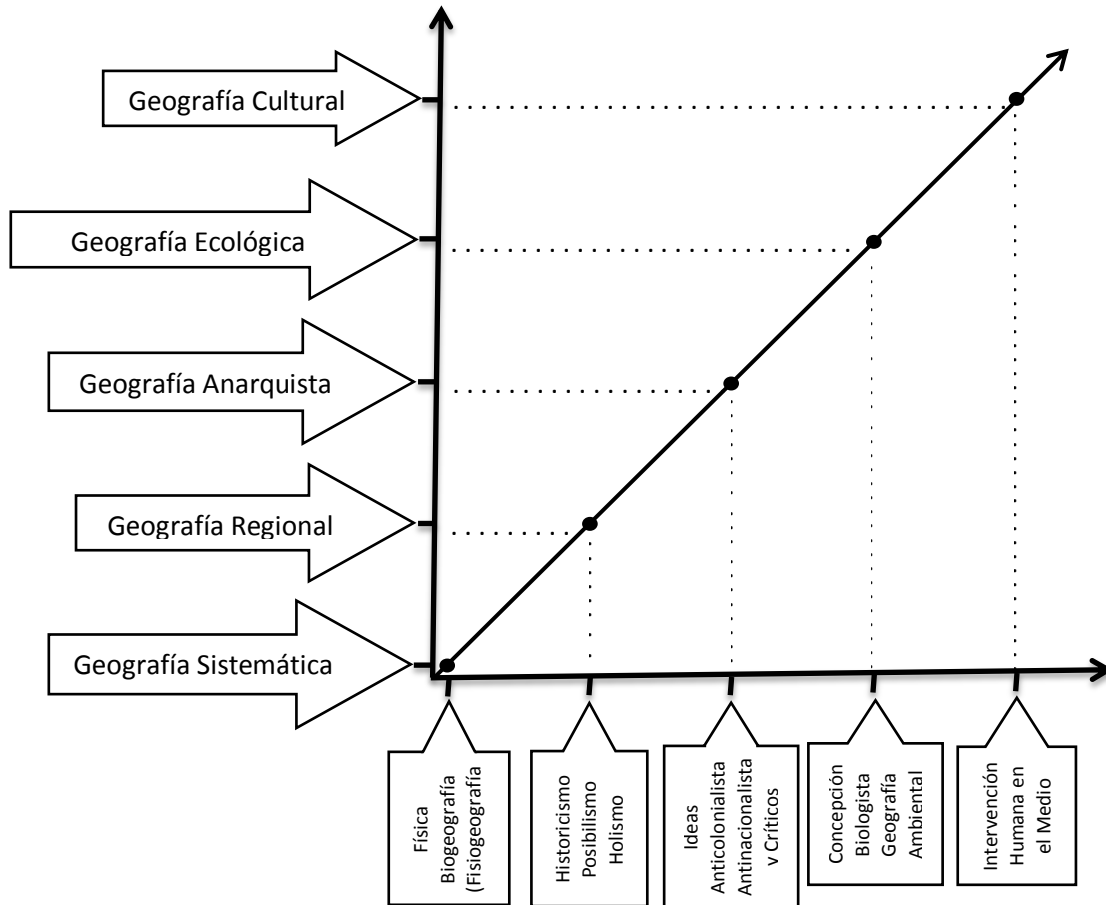 Geografía Cultural
Geografía Ecológica
Geografía Anarquista
Geografía Regional
Geografía Sistemática
Física
Biogeografía
(Fisiogeografía
Historicismo
Posibilismo
Holismo
Ideas
Anticolonialista
Antinacionalista
v Críticos
Concepción
Biologista
Geografía
Ambiental
Intervención
Humana en
el Medio